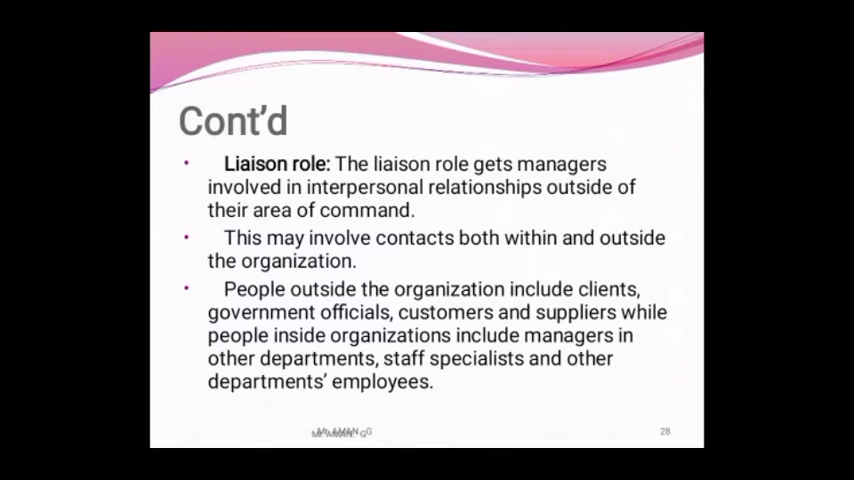 Cont'd
• Liaison role: The liaison role gets managers
involved in interpersonal relationships outside of
their area of command.
• This may involve contacts both within and outside
the organization.
• People outside the organization include clients,
government officials, customers and suppliers while
people inside organizations include managers in
other departments, staff specialists and other
departments' employees.
Mr. AMAN. G
28